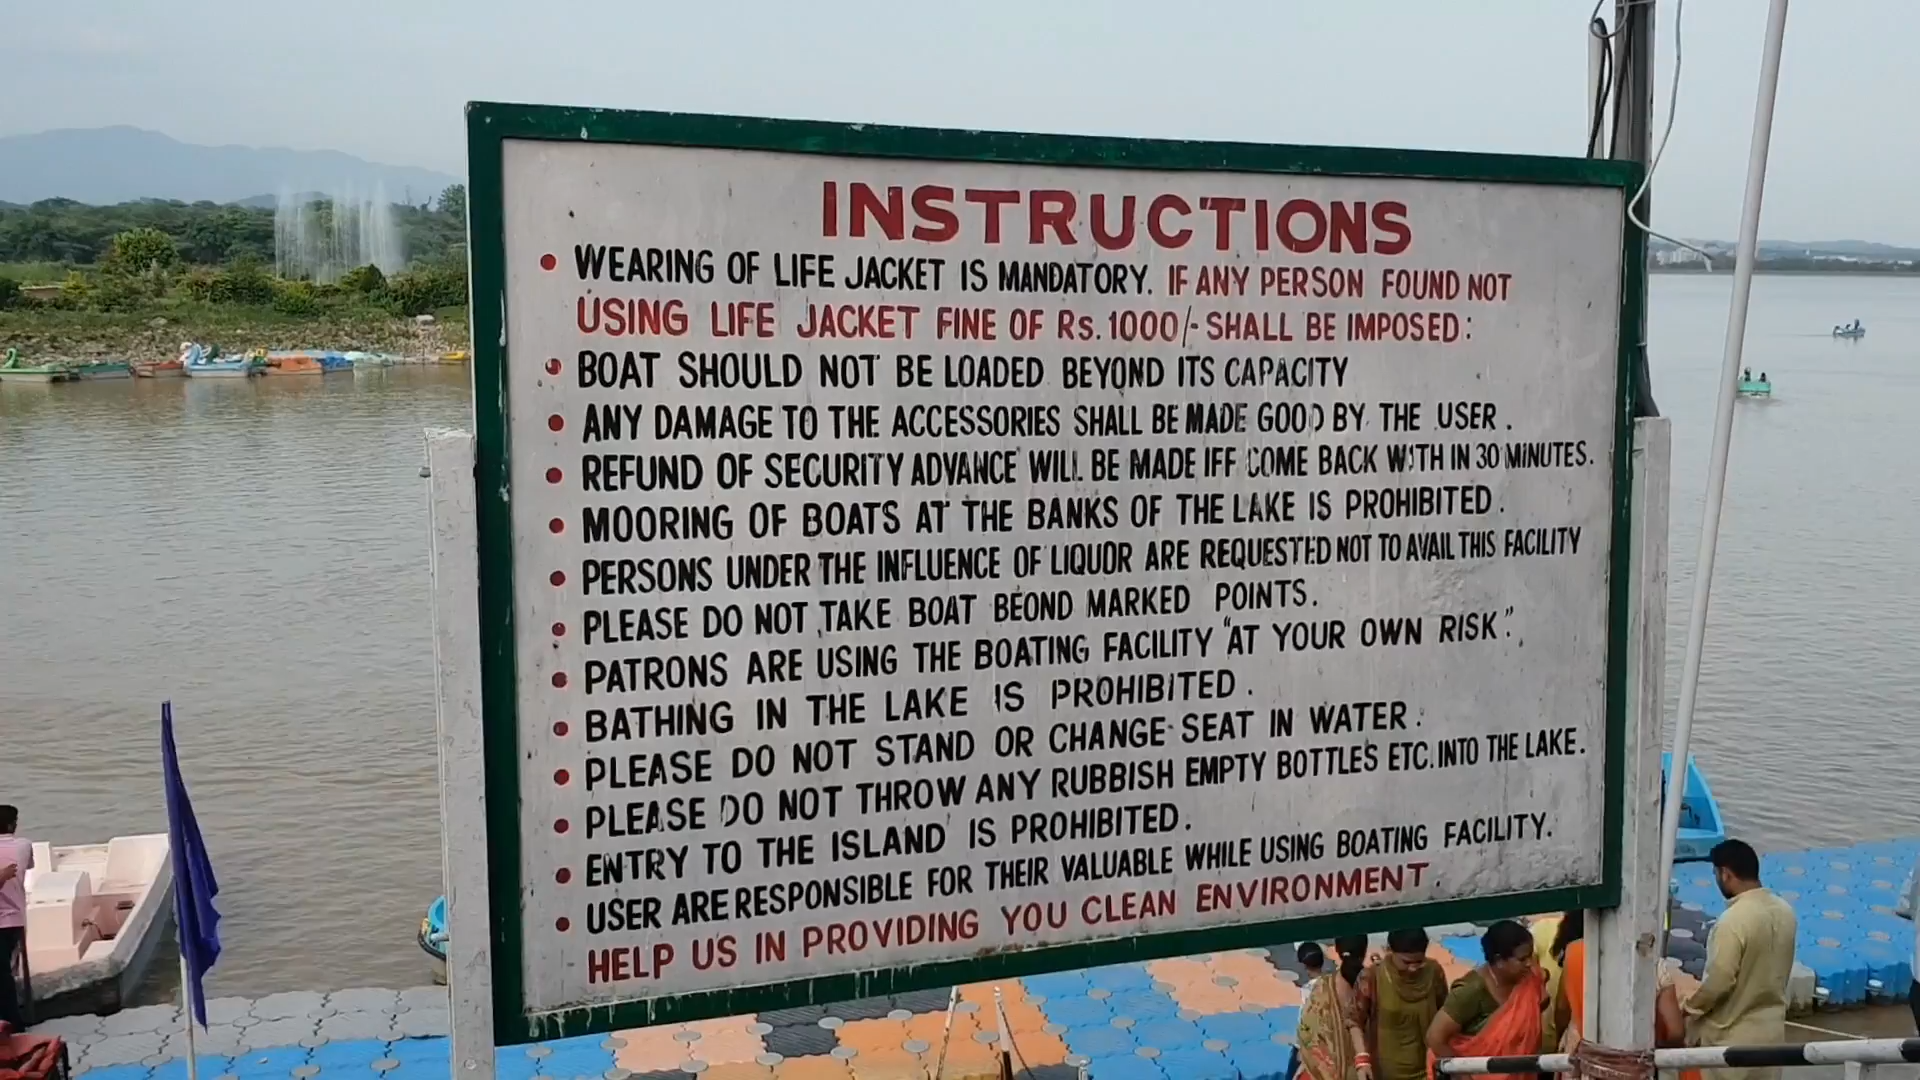 INSTRUCTIONS
• WEARING OF LIFE JACKET IS MANDATORY. IF ANY PERSON FOUND NOT
USING LIFE JACKET FINE OF Rs. 1000/- SHALL BE IMPOSED:
• BOAT SHOULD NOT BE LOADED BEYOND ITS CAPACITY
• ANY DAMAGE TO THE ACCESSORIES SHALL BE MADE GOOD BY THE USER.
• REFUND OF SECURITY ADVANCE WILL BE MADE IFF COME BACK WITH IN 30 MINUTES.
• MOORING OF BOATS AT THE BANKS OF THE LAKE IS PROHIBITED.
• PERSONS UNDER THE INFLUENCE OF LIQUOR ARE REQUESTED NOT TO AVAIL THIS FACILITY
• PLEASE DO NOT TAKE BOAT BEOND MARKED POINTS.
• PATRONS ARE USING THE BOATING FACILITY "AT YOUR OWN RISK".
• BATHING IN THE LAKE IS PROHIBITED.
• PLEASE DO NOT STAND OR CHANGE SEAT IN WATER.
• PLEASE DO NOT THROW ANY RUBBISH EMPTY BOTTLES ETC. INTO THE LAKE.
• ENTRY TO THE ISLAND IS PROHIBITED.
• USER ARE RESPONSIBLE FOR THEIR VALUABLE WHILE USING BOATING FACILITY.
HELP US IN PROVIDING YOU CLEAN ENVIRONMENT.